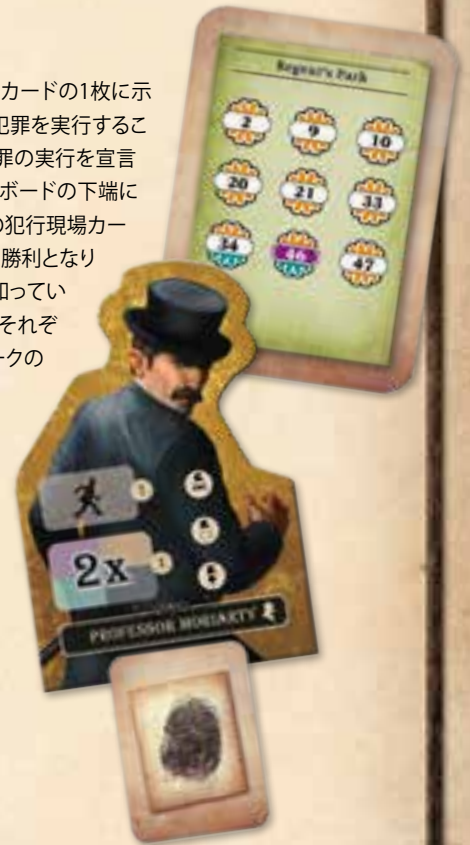 カードの1枚に示
犯罪を実行するこ
罪の実行を宣言
ボードの下端に
の犯行現場カー
勝利となり
知ってい
それぞ
ークの
Regent's Park
2 9 10
20 21 33
34 46 47
1
2x 1
PROFESSOR MORIARTY